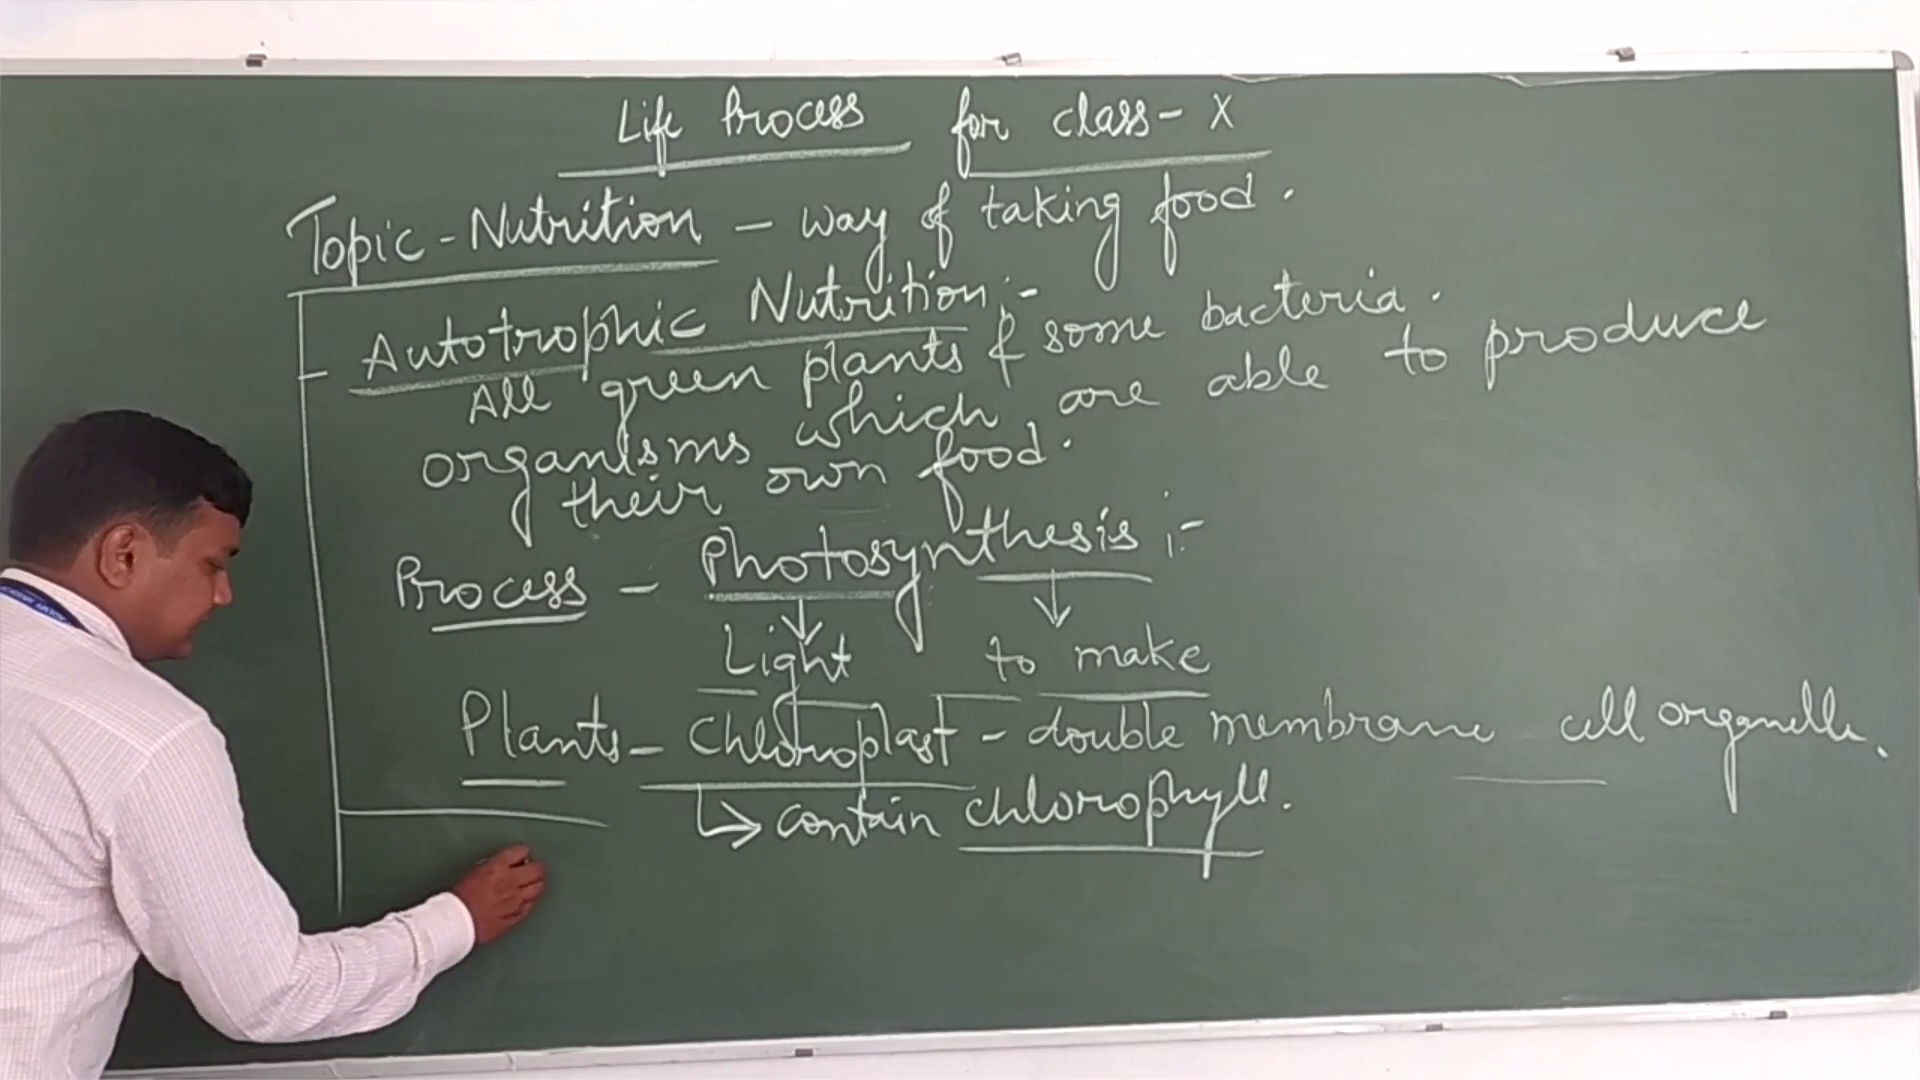 Life Process for class - X
Topic - Nutrition - way of taking food.
Autotrophic Nutrition :-
All green plants & some bacteria.
organisms which are able to produce
their own food.
Process - Photosynthesis :-
Light to make
Plants - Chloroplast - double membrane cell organelle.
↳ contain chlorophyll.